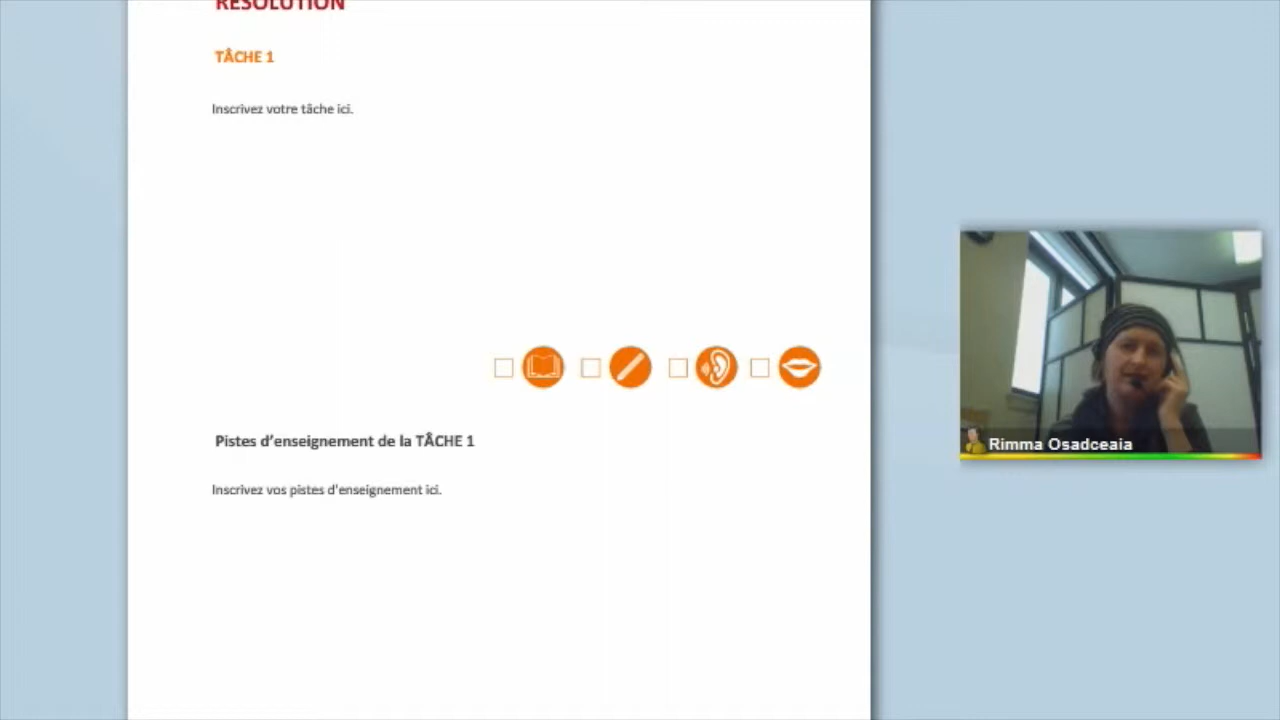 RÉSOLUTION
TÂCHE 1
Inscrivez votre tâche ici.
Pistes d’enseignement de la TÂCHE 1
Inscrivez vos pistes d'enseignement ici.
Rimma Osadceaia